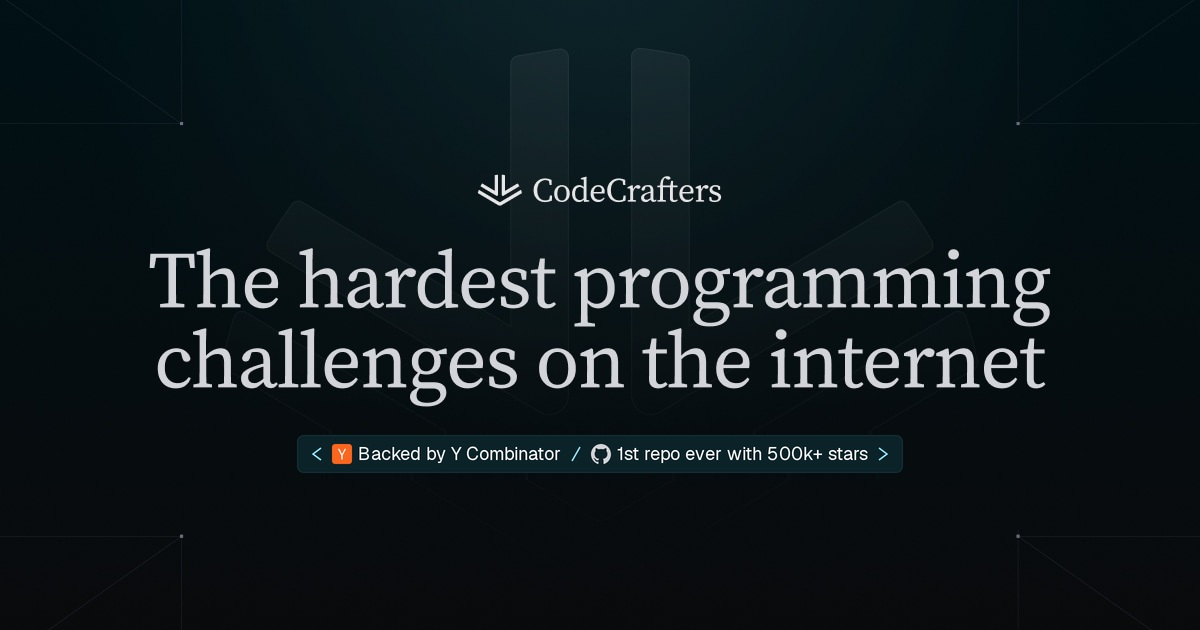 CodeCrafters
The hardest programming
challenges on the internet
< Y Backed by Y Combinator / 1st repo ever with 500k+ stars >